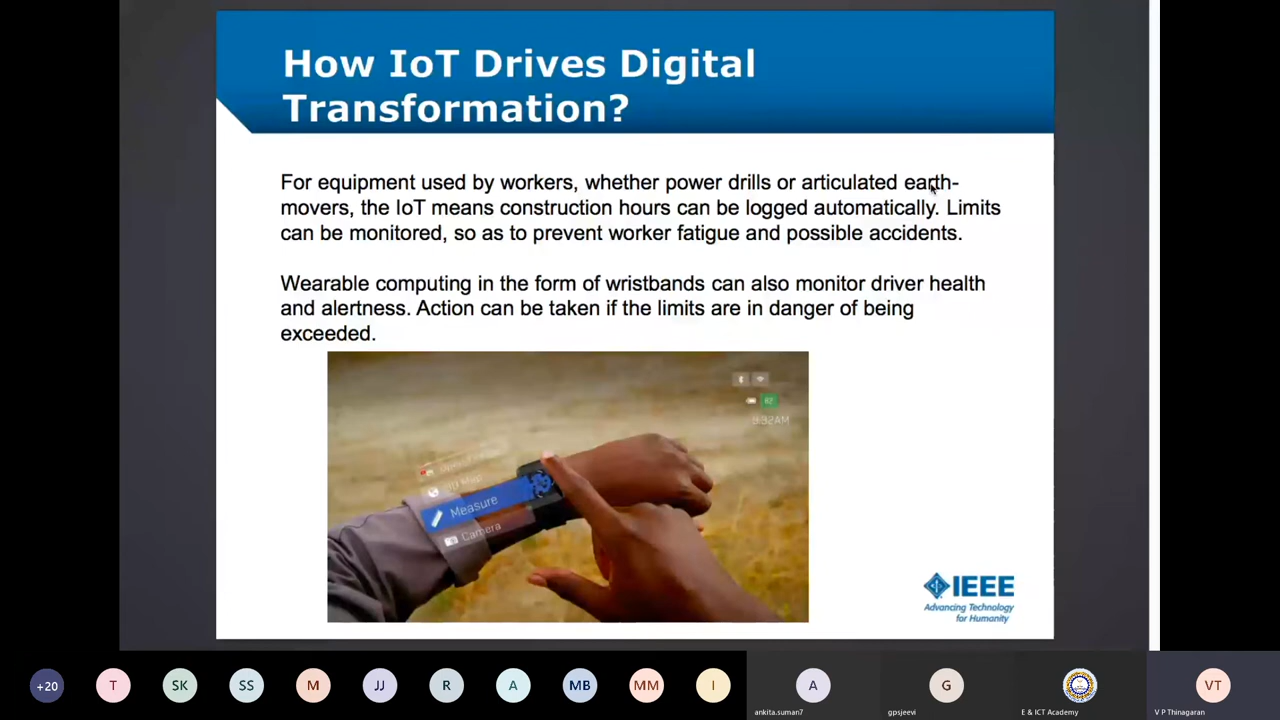 How IoT Drives Digital
Transformation?
For equipment used by workers, whether power drills or articulated earth-
movers, the IoT means construction hours can be logged automatically. Limits
can be monitored, so as to prevent worker fatigue and possible accidents.
Wearable computing in the form of wristbands can also monitor driver health
and alertness. Action can be taken if the limits are in danger of being
exceeded.
8:32AM
Map
Measure
Camera
IEEE
Advancing Technology
for Humanity
+20
T
SK
SS
M
JJ
R
A
MB
MM
I
A
G
VT
ankita.suman7
gpsjeevi
E & ICT Academy
V P Thinagaran